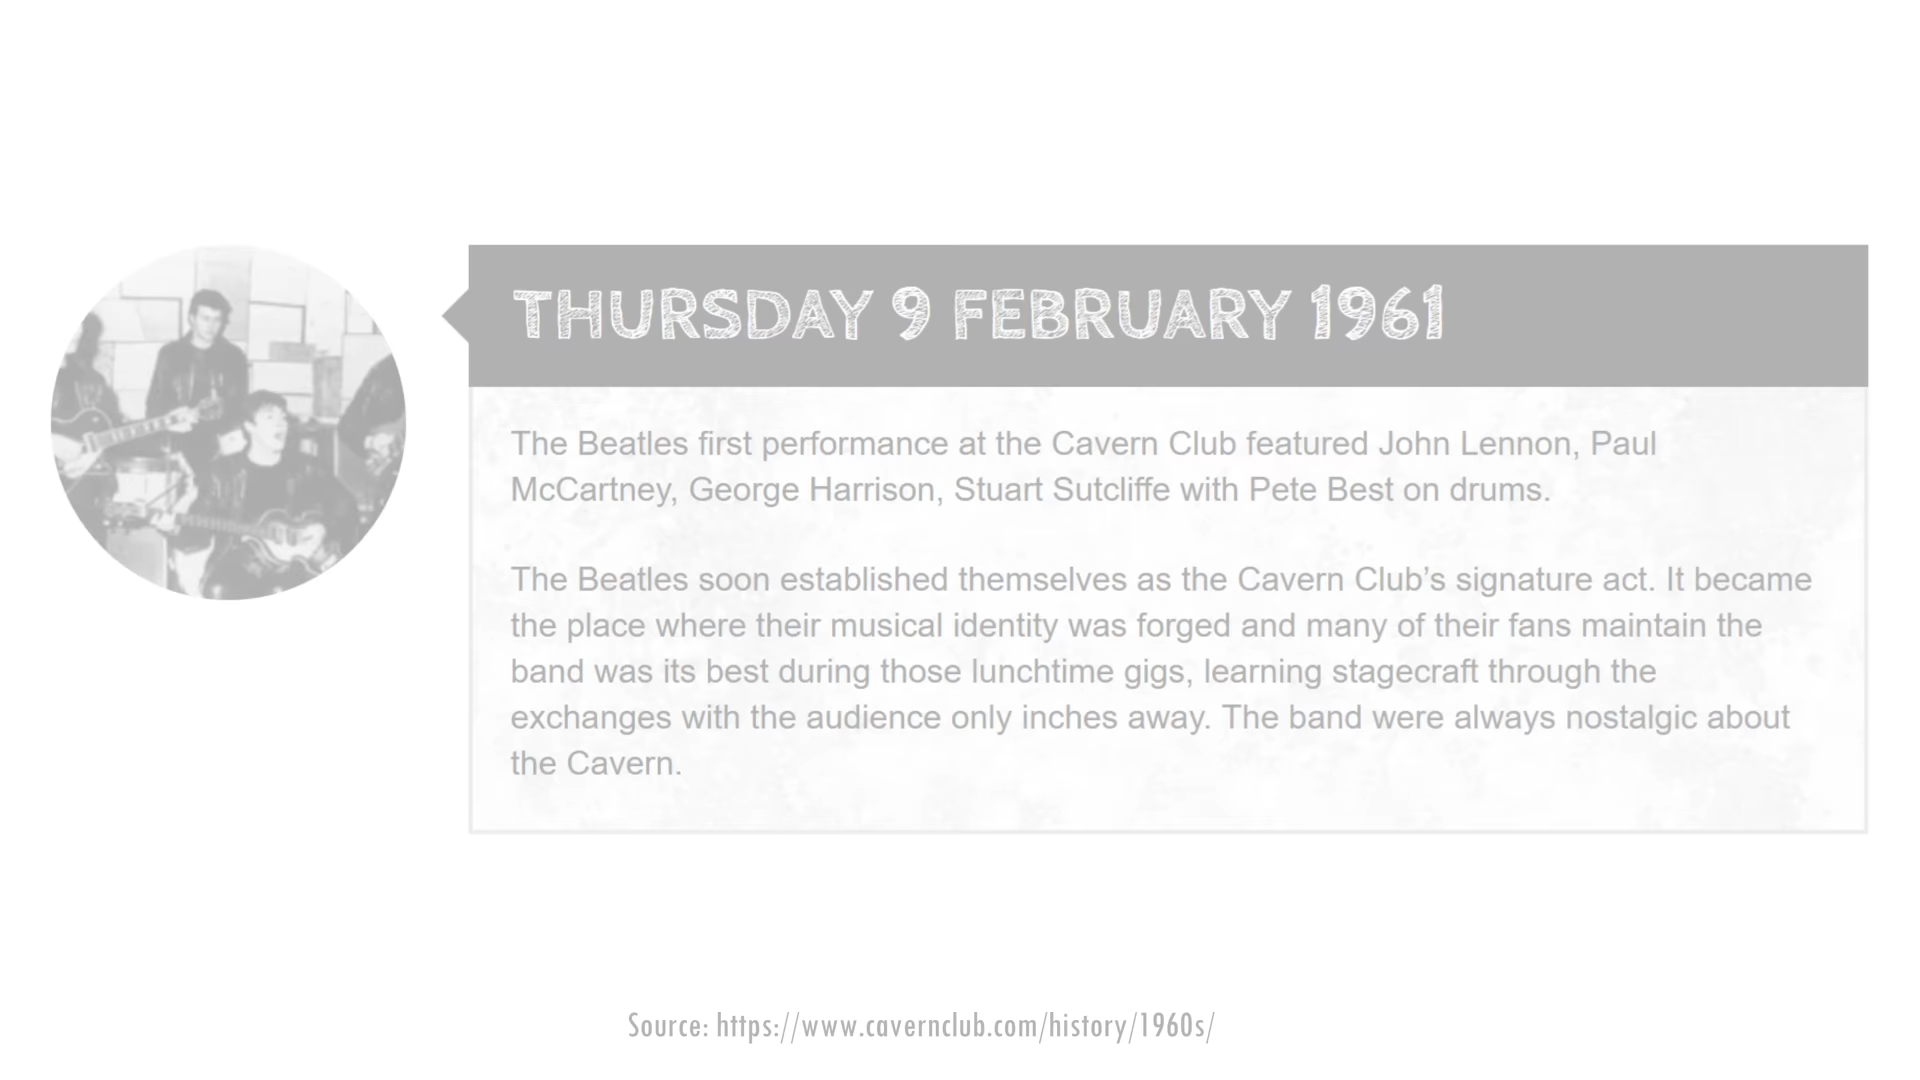 THURSDAY 9 FEBRUARY 1961
The Beatles first performance at the Cavern Club featured John Lennon, Paul
McCartney, George Harrison, Stuart Sutcliffe with Pete Best on drums.
The Beatles soon established themselves as the Cavern Club’s signature act. It became
the place where their musical identity was forged and many of their fans maintain the
band was its best during those lunchtime gigs, learning stagecraft through the
exchanges with the audience only inches away. The band were always nostalgic about
the Cavern.
Source: https://www.cavernclub.com/history/1960s/